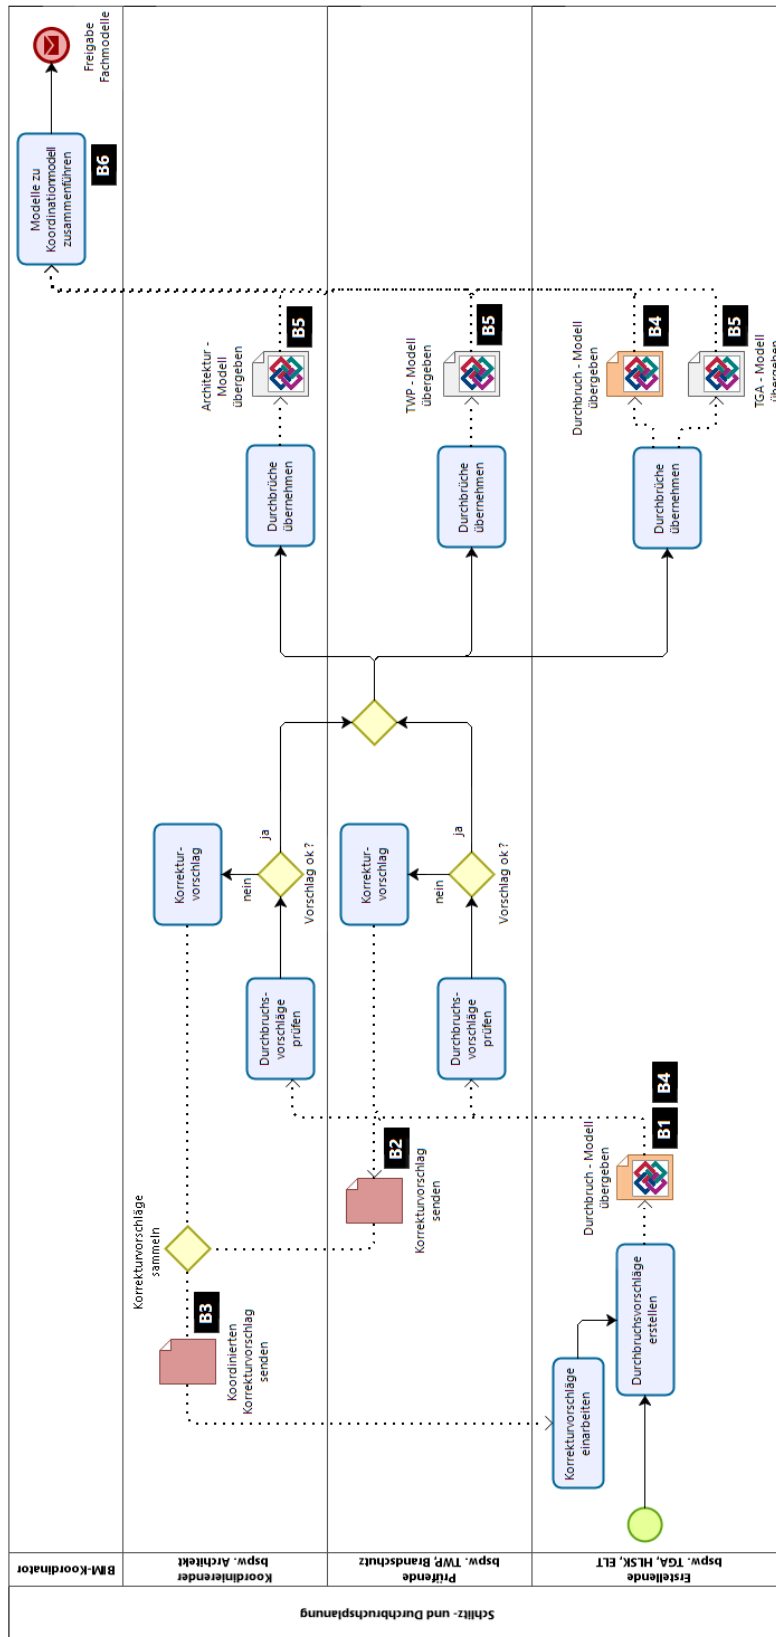 Schlitz- und Durchbruchsplanung
BIM-Koordinator
Koordinierender
bspw. Architekt
Prüfende
bspw. TWP, Brandschutz
Erstellende
bspw. TGA, HLSK, ELT
Modelle zu
Koordinationmodell
zusammenführen
B6
Freigabe
Fachmodelle
Korrekturvorschläge
sammeln
B3
Koordinierten
Korrekturvorschlag
senden
Durchbruchs-
vorschläge
prüfen
Korrektur-
vorschlag
nein
ja
Vorschlag ok ?
Durchbrüche
übernehmen
Architektur -
Modell
übergeben
B5
B2
Korrekturvorschlag
senden
Durchbruchs-
vorschläge
prüfen
Korrektur-
vorschlag
nein
ja
Vorschlag ok ?
Durchbrüche
übernehmen
TWP - Modell
übergeben
B5
Korrekturvorschläge
einarbeiten
Durchbruchsvorschläge
erstellen
Durchbruch - Modell
übergeben
B1
B4
Durchbrüche
übernehmen
Durchbruch - Modell
übergeben
B4
B5
TGA - Modell
übergeben